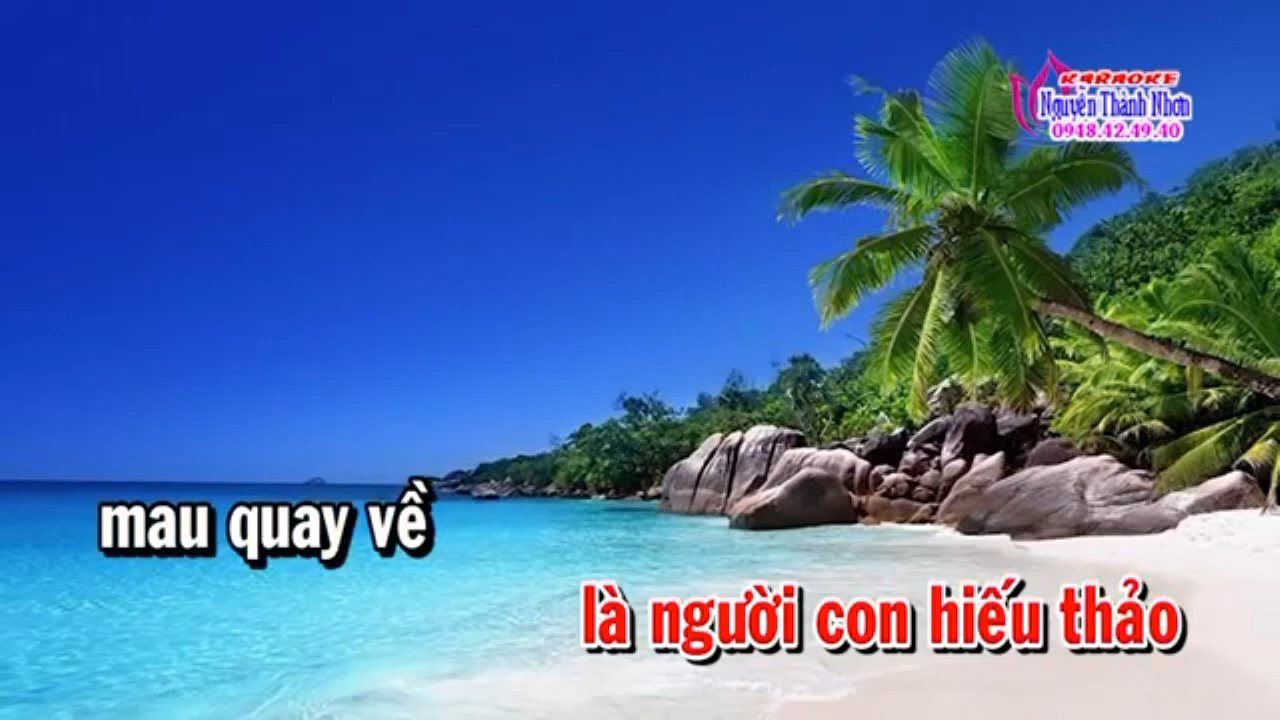 KARAOKE
Nguyễn Thành Nhơn
0948.42.49.40
mau quay về
là người con hiếu thảo